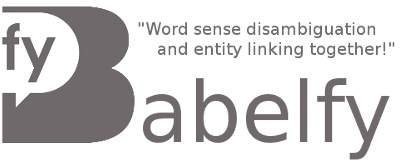 "Word sense disambiguation
and entity linking together!"
fy
Babelfy